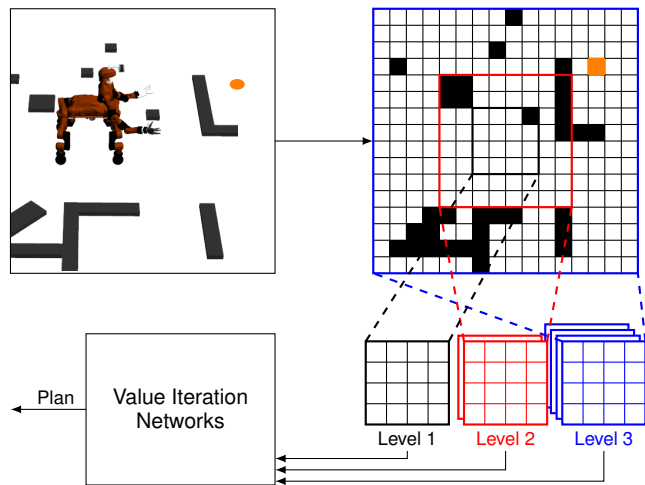 Plan
Value Iteration
Networks
Level 1
Level 2
Level 3